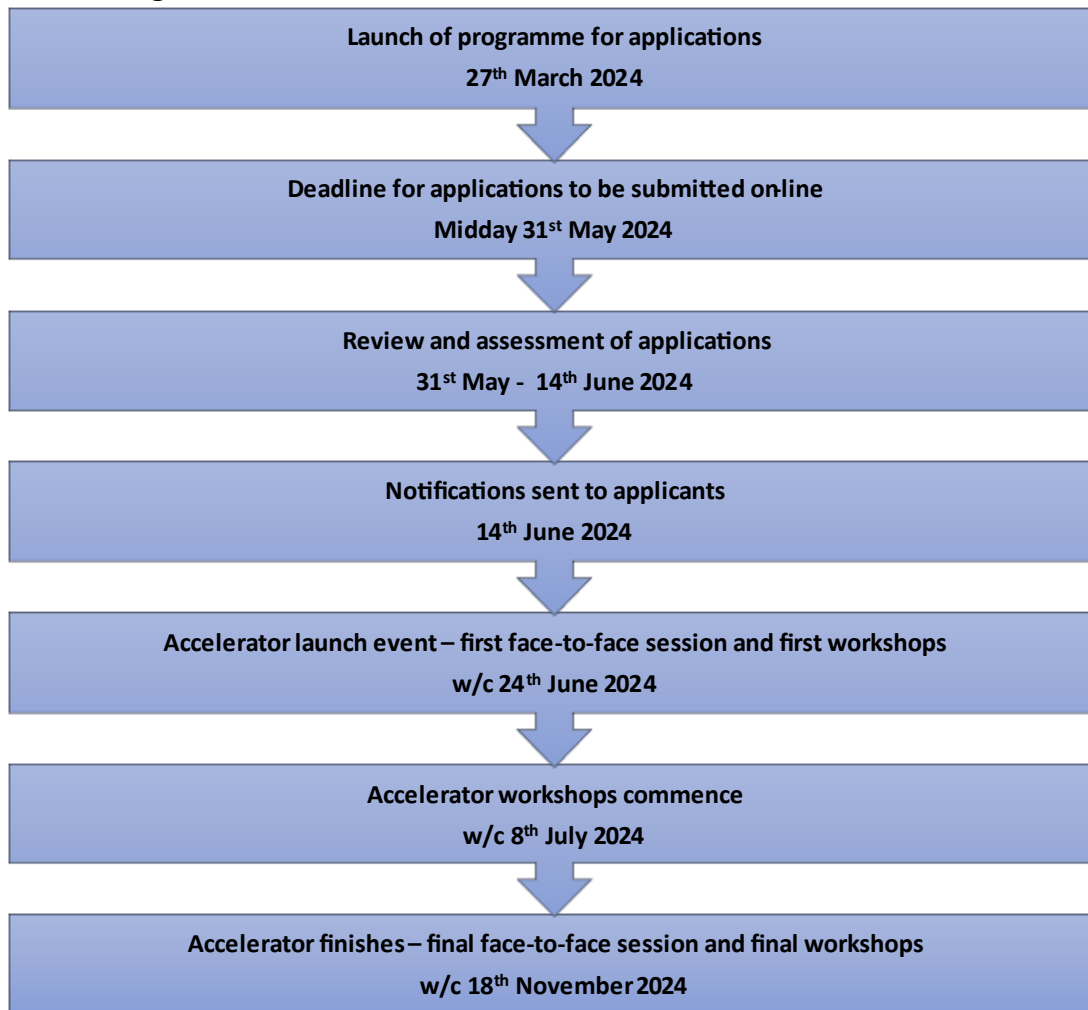 Launch of programme for applications
27th March 2024
Deadline for applications to be submitted on-line
Midday 31st May 2024
Review and assessment of applications
31st May - 14th June 2024
Notifications sent to applicants
14th June 2024
Accelerator launch event – first face-to-face session and first workshops
w/c 24th June 2024
Accelerator workshops commence
w/c 8th July 2024
Accelerator finishes – final face-to-face session and final workshops
w/c 18th November 2024